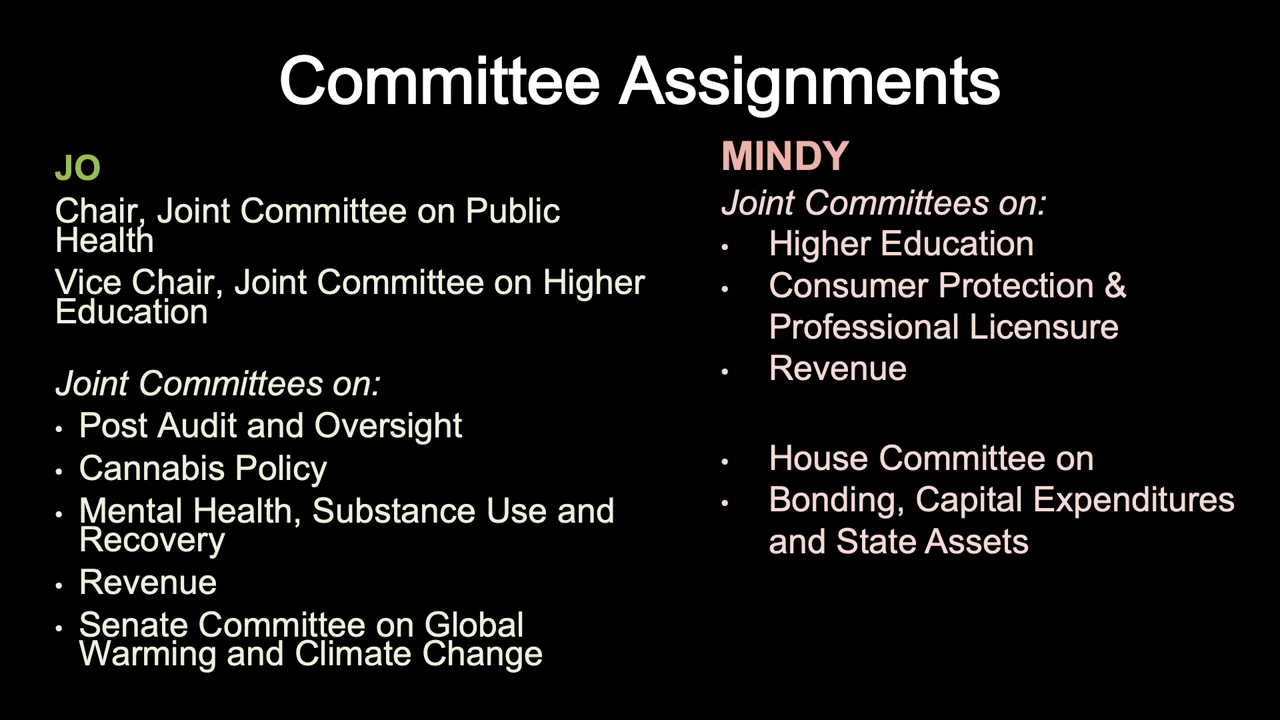 Committee Assignments
JO
Chair, Joint Committee on Public
Health
Vice Chair, Joint Committee on Higher
Education
Joint Committees on:
• Post Audit and Oversight
• Cannabis Policy
• Mental Health, Substance Use and
Recovery
• Revenue
• Senate Committee on Global
Warming and Climate Change
MINDY
Joint Committees on:
• Higher Education
• Consumer Protection &
Professional Licensure
• Revenue
• House Committee on
• Bonding, Capital Expenditures
and State Assets